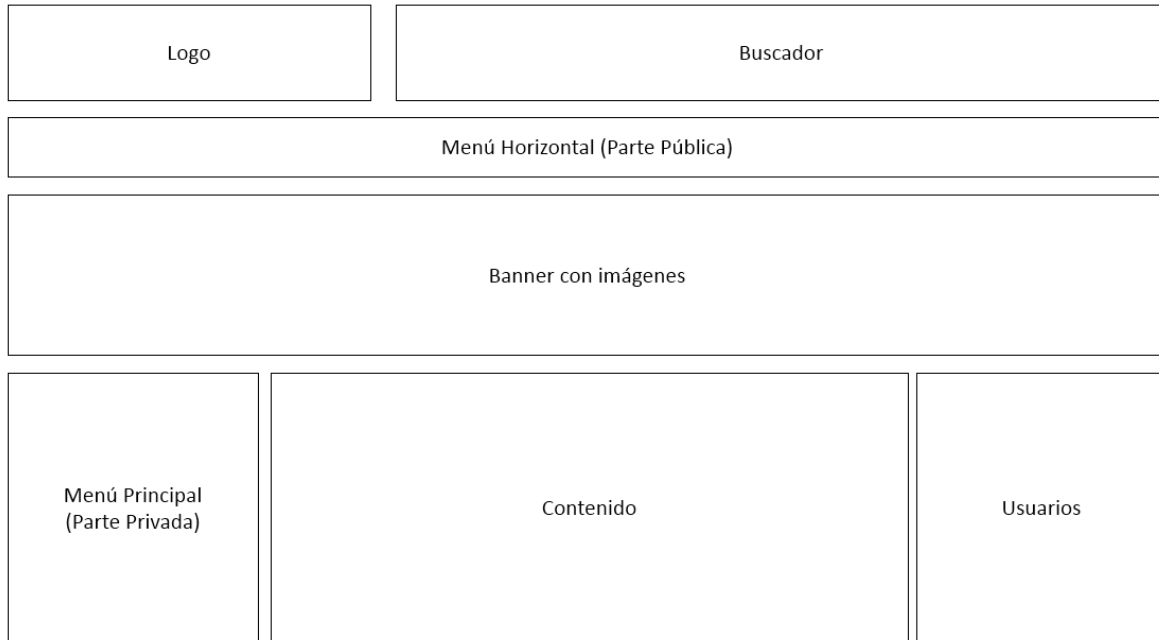 Logo
Buscador
Menú Horizontal (Parte Pública)
Banner con imágenes
Menú Principal
(Parte Privada)
Contenido
Usuarios